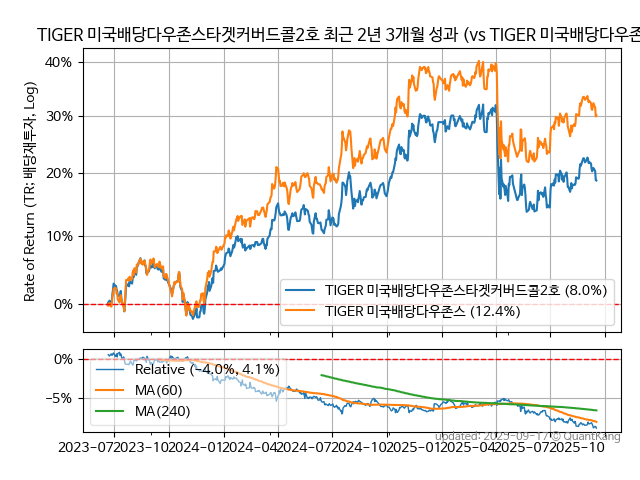 TIGER 미국배당다우존스타겟커버드콜2호 최근 2년 3개월 성과 (vs TIGER 미국배당다우존
40%
30%
20%
10%
0%
Rate of Return (TR: 배당재투자, Log)
TIGER 미국배당다우존스타겟커버드콜2호 (8.0%)
TIGER 미국배당다우존스 (12.4%)
0%
−5%
Relative (−4.0%, 4.1%)
MA(60)
MA(240)
2023-07 2023-10 2024-01 2024-04 2024-07 2024-10 2025-01 2025-04 2025-07 2025-10
updated: 2025-09-17 © QuantKang